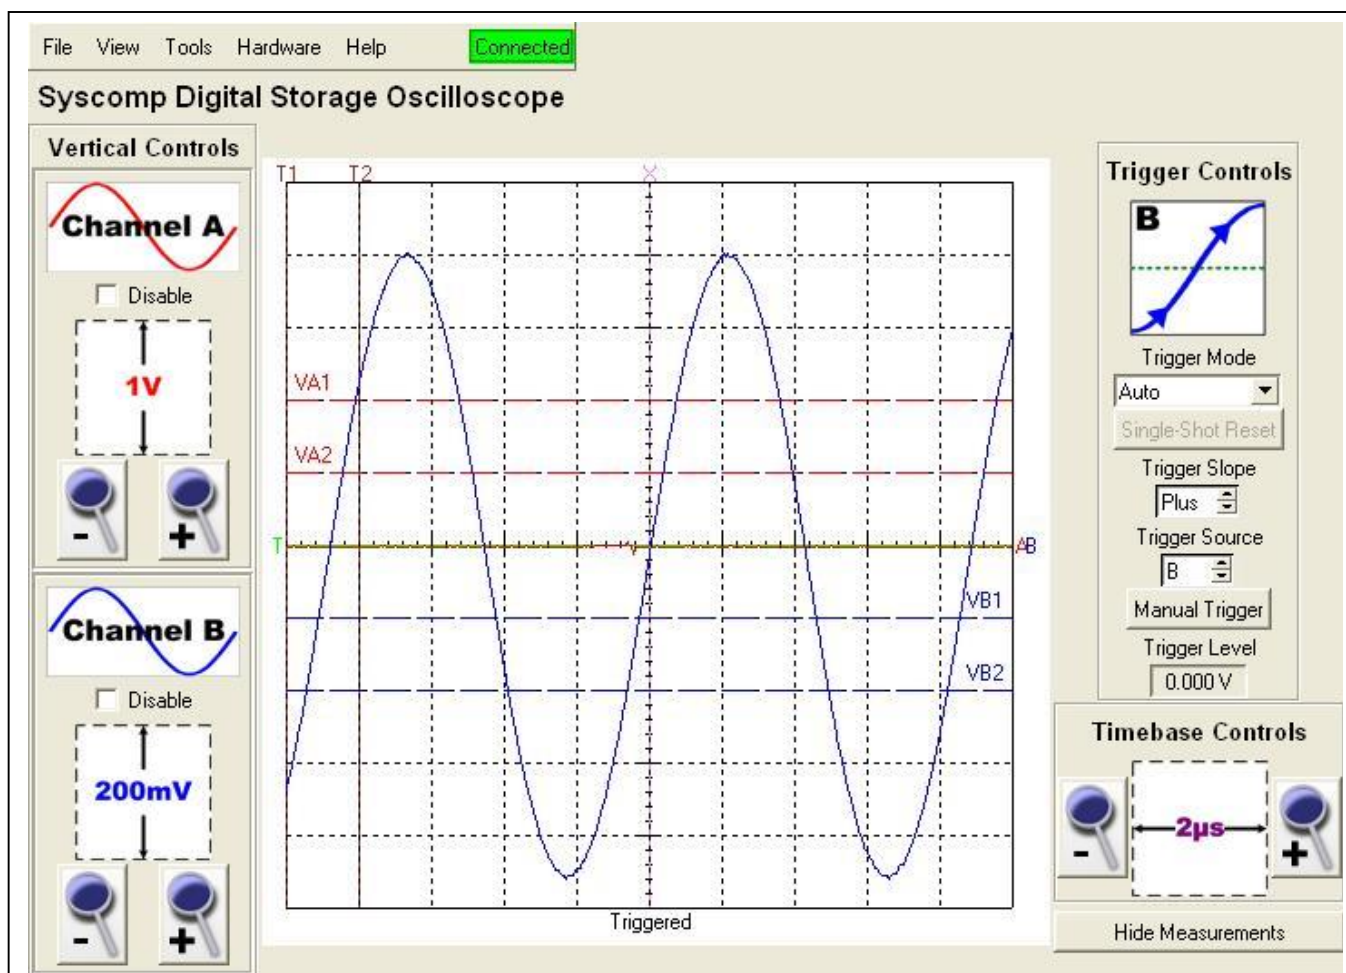 File View Tools Hardware Help Connected
Syscomp Digital Storage Oscilloscope
Vertical Controls
Channel A
Disable
1V
-
+
Channel B
Disable
200mV
-
+
T1 T2 X
VA1
VA2
T
A B
VB1
VB2
Triggered
Trigger Controls
B
Trigger Mode
Auto
Single-Shot Reset
Trigger Slope
Plus
Trigger Source
B
Manual Trigger
Trigger Level
0.000 V
Timebase Controls
-
2µs
+
Hide Measurements